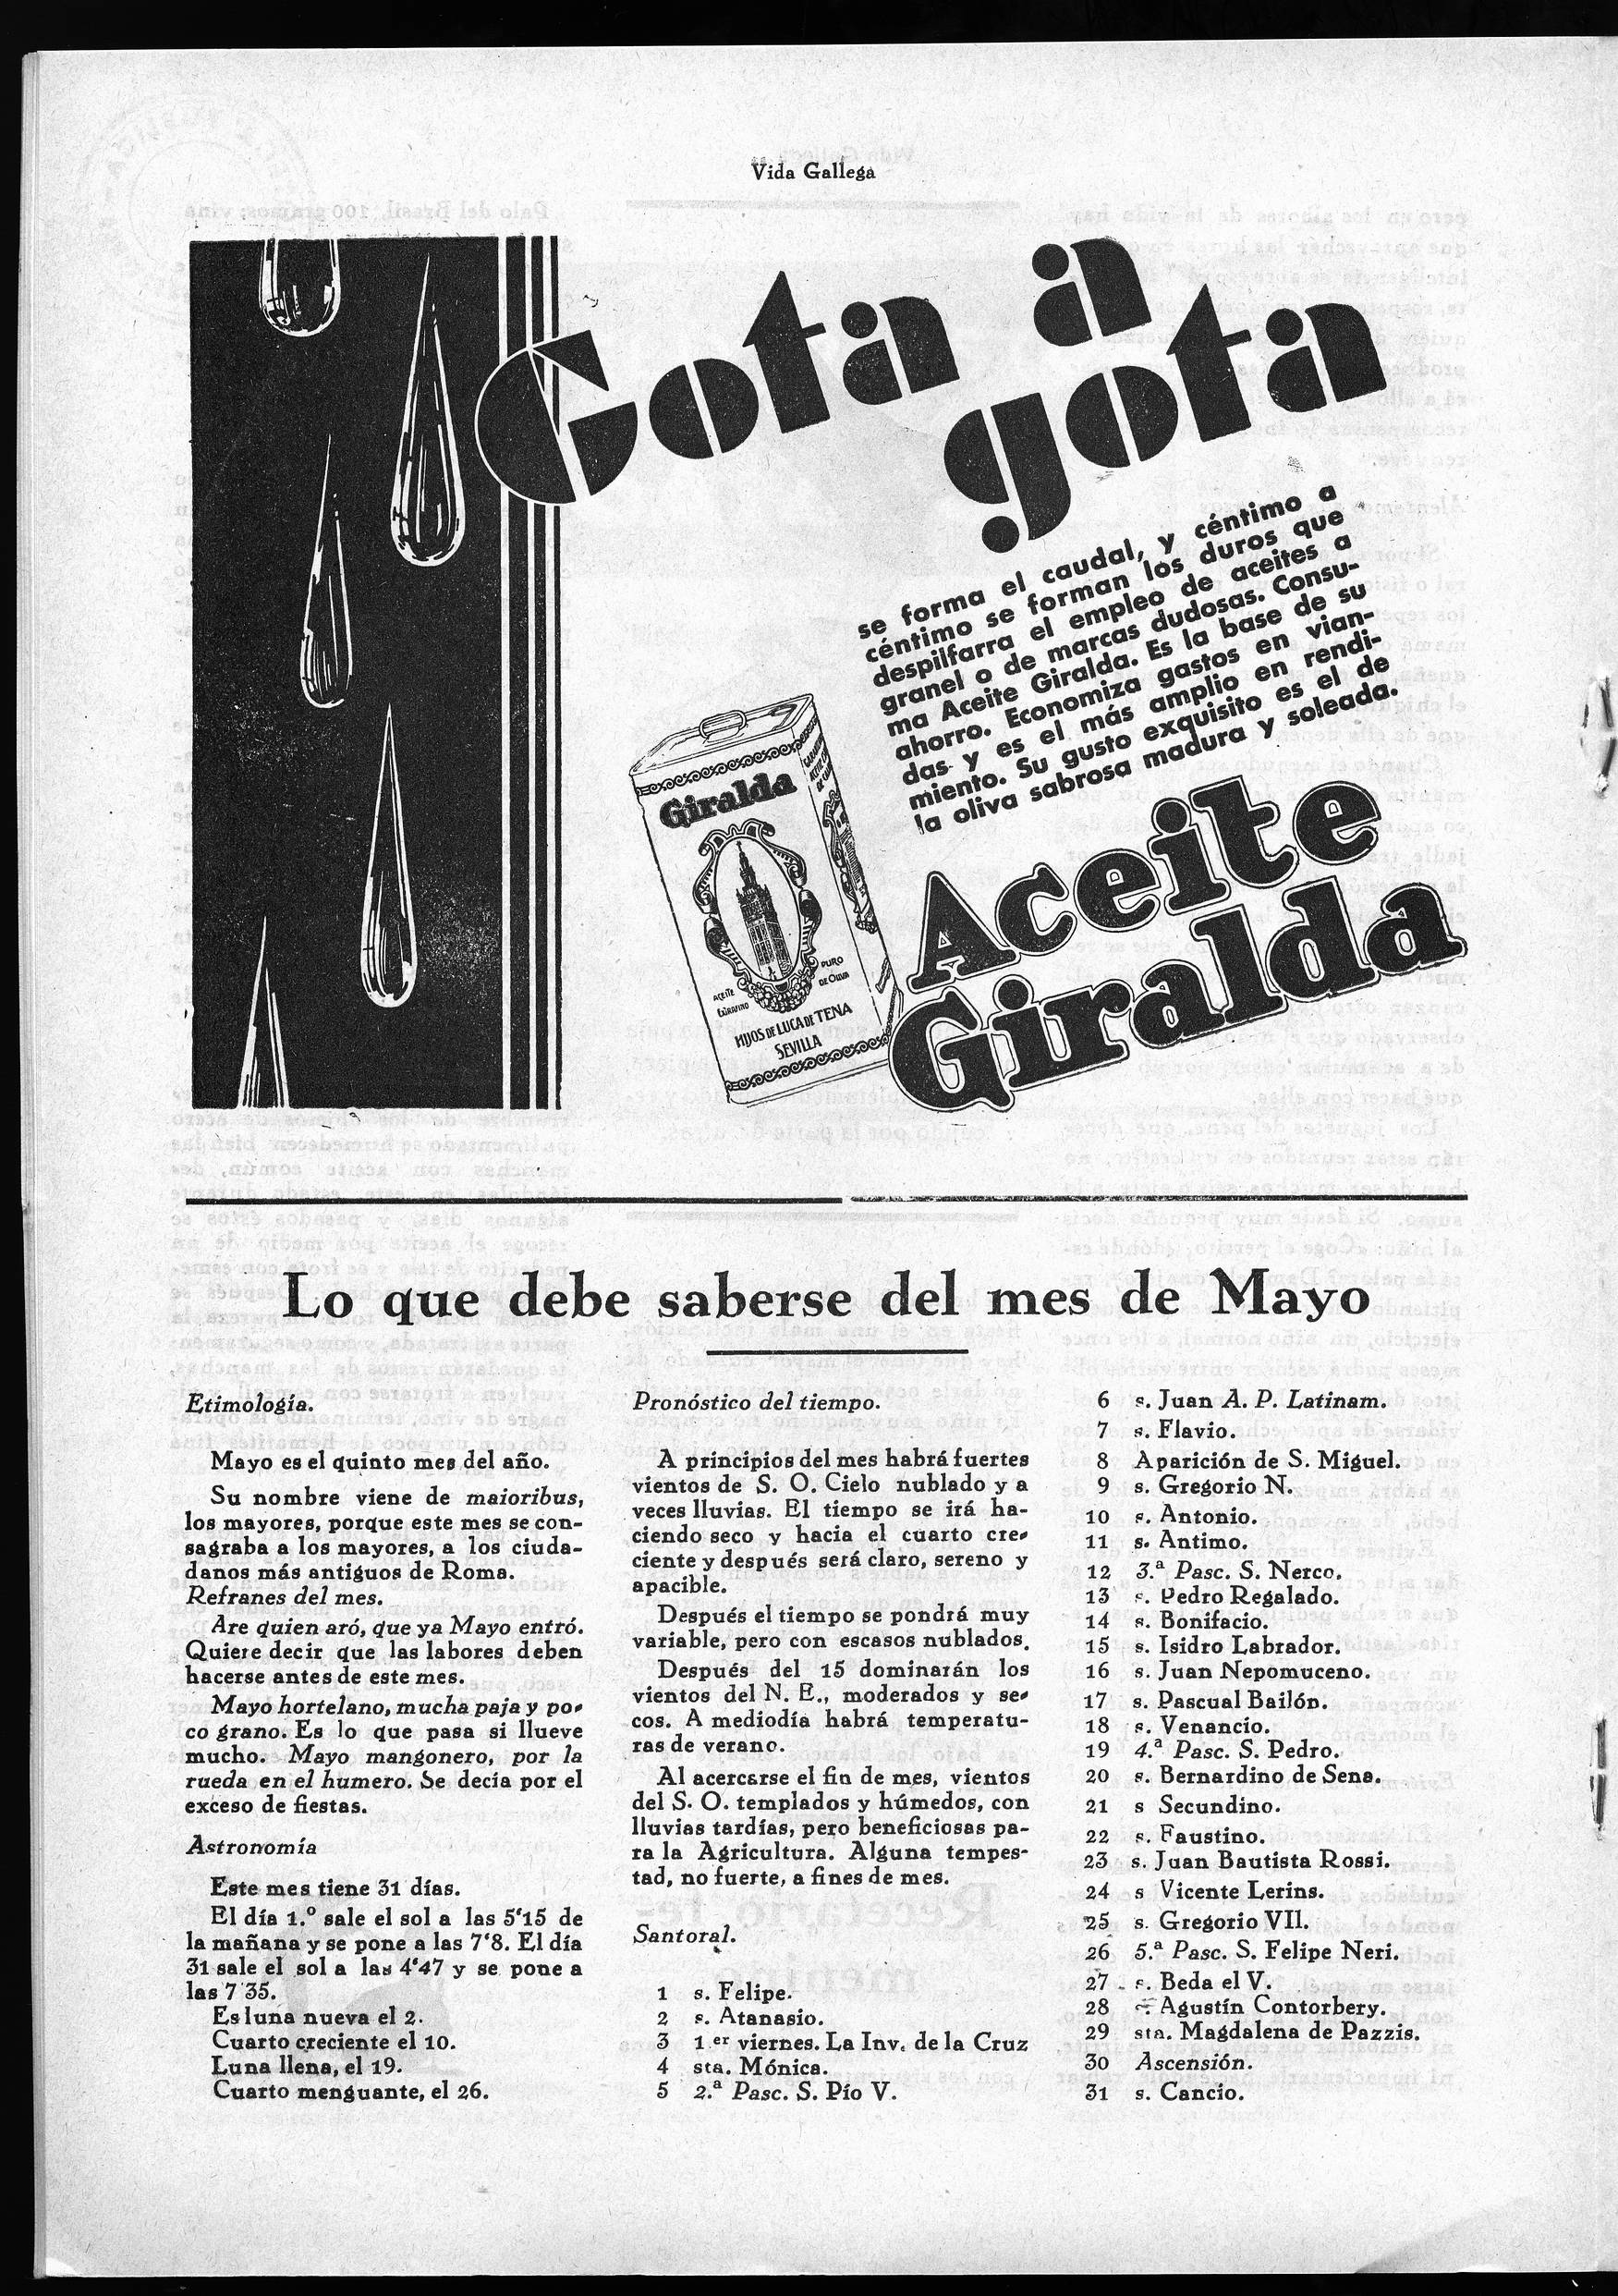 Vida Gallega
Gota a
gota
se forma el caudal, y céntimo a
céntimo se forman los duros que
despilfarra el empleo de aceites a
granel o de marcas dudosas. Consu-
ma Aceite Giralda. Es la base de su
ahorro. Economiza gastos en vian-
das y es el más amplio en rendi-
miento. Su gusto exquisito es el de
la oliva sabrosa madura y soleada.
Giralda
ACEITE
EXTRAFINO
PURO
DE OLIVA
HIJOS DE LUCA DE TENA
SEVILLA
Aceite
Giralda
Lo que debe saberse del mes de Mayo
Etimología.
Mayo es el quinto mes del año.
Su nombre viene de maioribus,
los mayores, porque este mes se con-
sagraba a los mayores, a los ciuda-
danos más antiguos de Roma.
Refranes del mes.
Are quien aró, que ya Mayo entró.
Quiere decir que las labores deben
hacerse antes de este mes.
Mayo hortelano, mucha paja y po-
co grano. Es lo que pasa si llueve
mucho. Mayo mangonero, por la
rueda en el humero. Se decía por el
exceso de fiestas.
Astronomía
Este mes tiene 31 días.
El día 1.º sale el sol a las 5'15 de
la mañana y se pone a las 7'8. El día
31 sale el sol a las 4'47 y se pone a
las 7'35.
Es luna nueva el 2.
Cuarto creciente el 10.
Luna llena, el 19.
Cuarto menguante, el 26.
Pronóstico del tiempo.
A principios del mes habrá fuertes
vientos de S. O. Cielo nublado y a
veces lluvias. El tiempo se irá ha-
ciendo seco y hacia el cuarto cre-
ciente y después será claro, sereno y
apacible.
Después el tiempo se pondrá muy
variable, pero con escasos nublados.
Después del 15 dominarán los
vientos del N. E., moderados y se-
cos. A mediodía habrá temperatu-
ras de verano.
Al acercarse el fin de mes, vientos
del S. O. templados y húmedos, con
lluvias tardías, pero beneficiosas pa-
ra la Agricultura. Alguna tempes-
tad, no fuerte, a fines de mes.
Santoral.
1 s. Felipe.
2 s. Atanasio.
3 1.er viernes. La Inv. de la Cruz
4 sta. Mónica.
5 2.ª Pasc. S. Pío V.
6 s. Juan A. P. Latinam.
7 s. Flavio.
8 Aparición de S. Miguel.
9 s. Gregorio N.
10 s. Antonio.
11 s. Antimo.
12 3.ª Pasc. S. Nerco.
13 s. Pedro Regalado.
14 s. Bonifacio.
15 s. Isidro Labrador.
16 s. Juan Nepomuceno.
17 s. Pascual Bailón.
18 s. Venancio.
19 4.ª Pasc. S. Pedro.
20 s. Bernardino de Sena.
21 s Secundino.
22 s. Faustino.
23 s. Juan Bautista Rossi.
24 s Vicente Lerins.
25 s. Gregorio VII.
26 5.ª Pasc. S. Felipe Neri.
27 s. Beda el V.
28 s. Agustín Contorbery.
29 sta. Magdalena de Pazzis.
30 Ascensión.
31 s. Cancio.